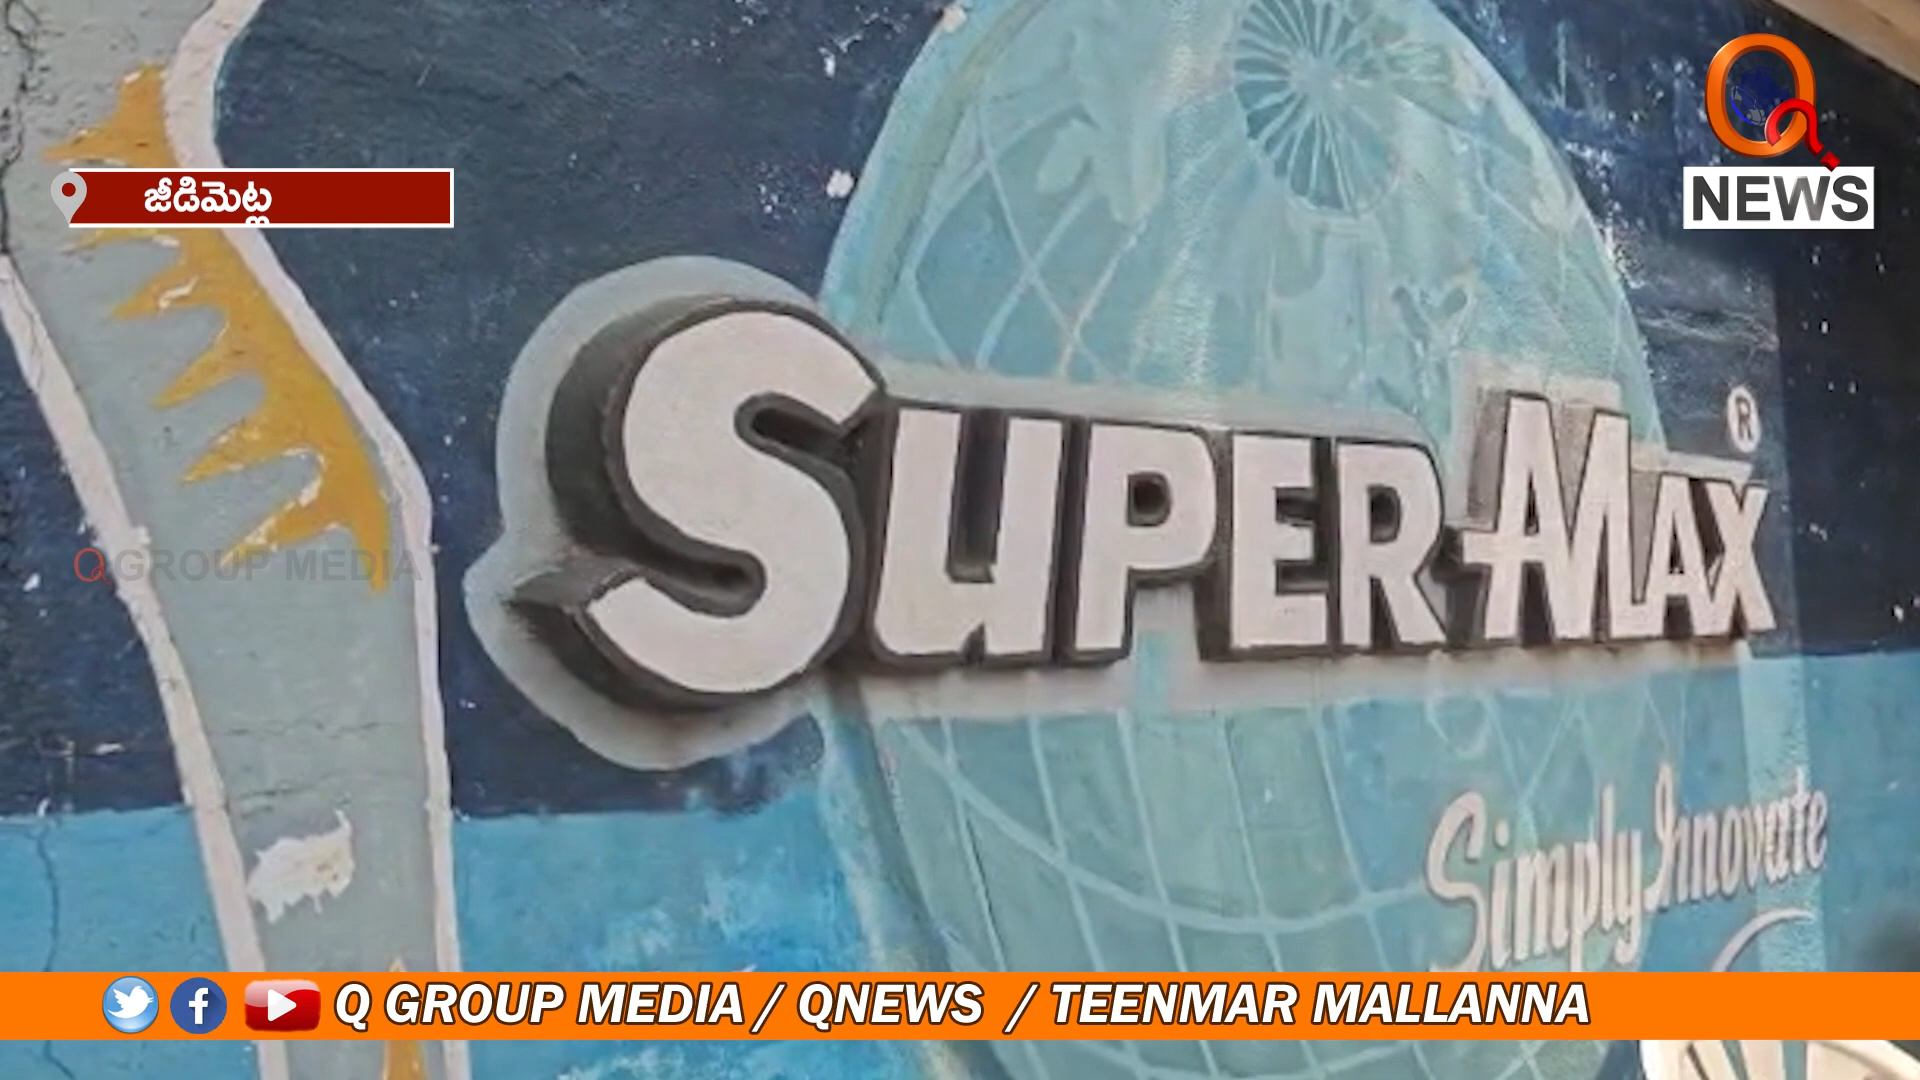 జీడిమెట్ల
Q
NEWS
SUPER-MAX ®
Simply Innovate
Q GROUP MEDIA
Q GROUP MEDIA / QNEWS / TEENMAR MALLANNA